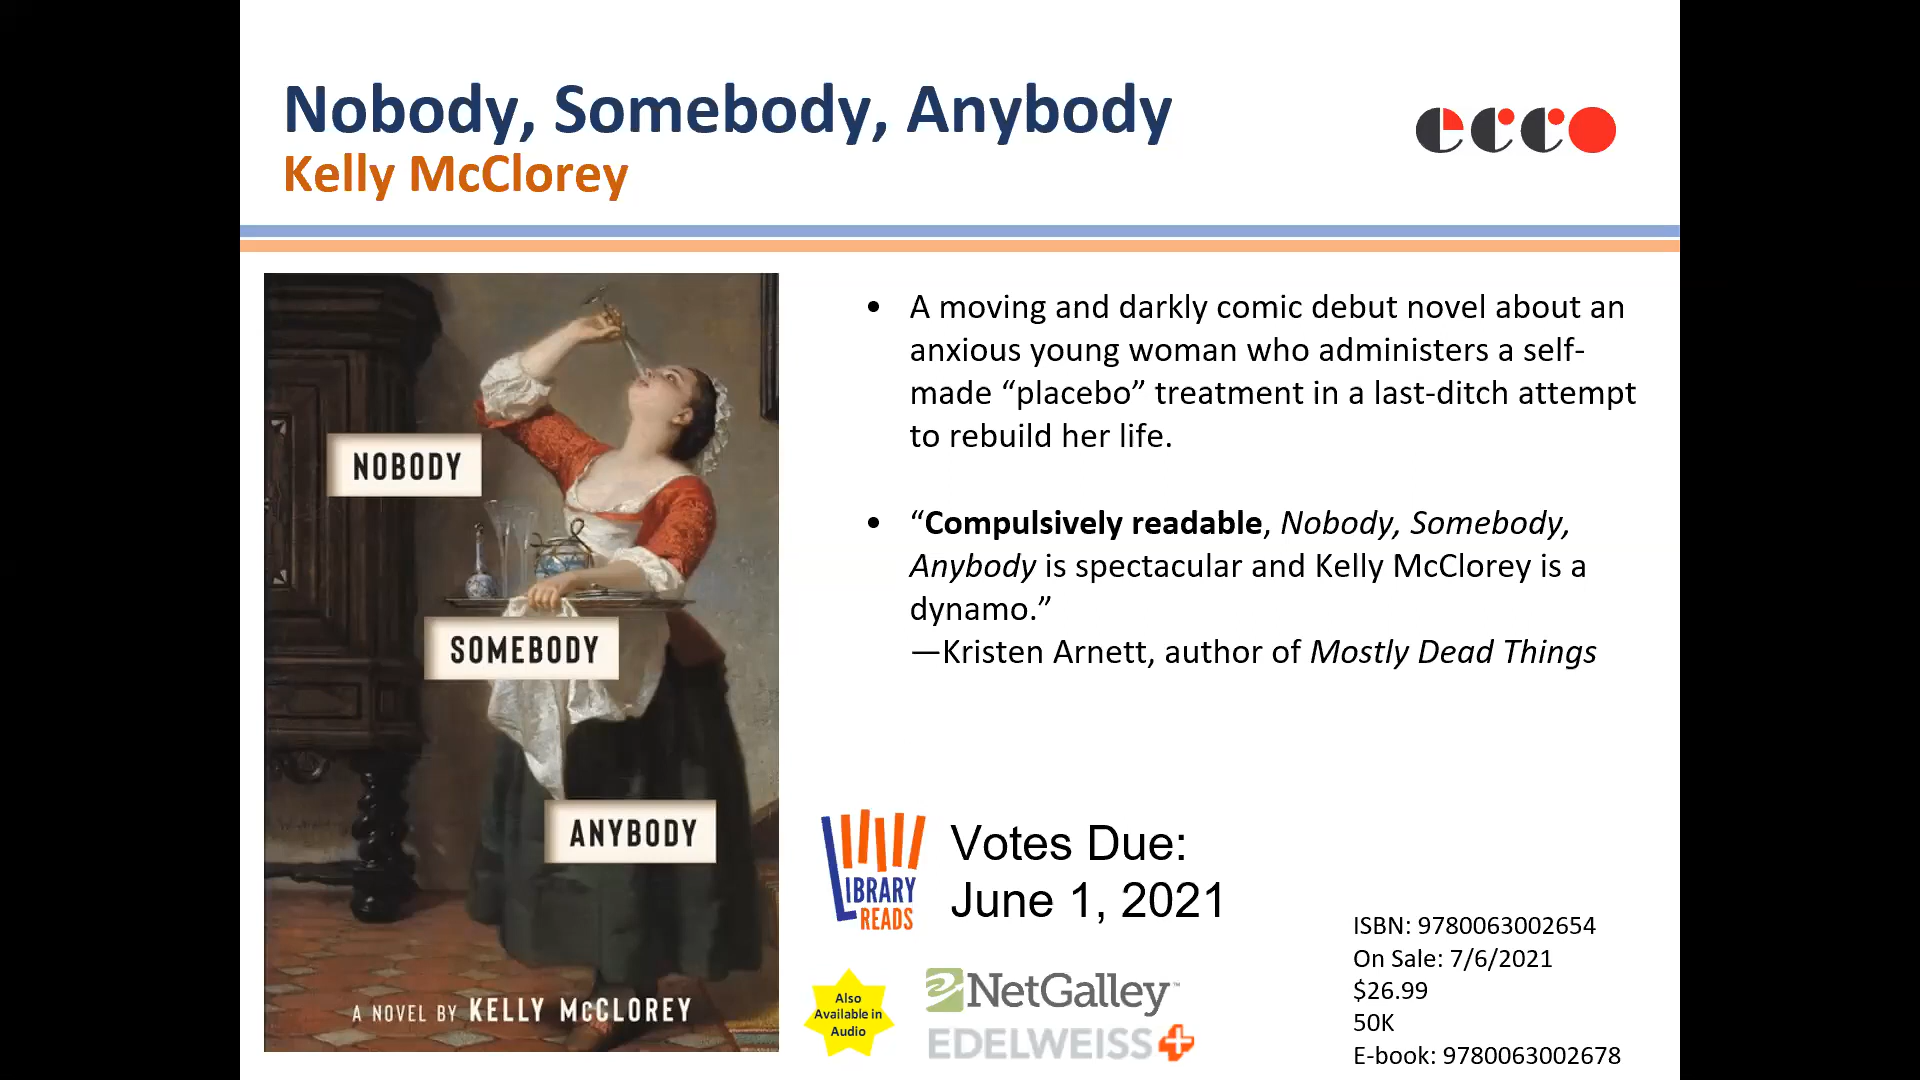 Nobody, Somebody, Anybody
Kelly McClorey
ecco
NOBODY
SOMEBODY
ANYBODY
A NOVEL BY KELLY McCLOREY
• A moving and darkly comic debut novel about an
anxious young woman who administers a self-
made “placebo” treatment in a last-ditch attempt
to rebuild her life.
• “Compulsively readable, Nobody, Somebody,
Anybody is spectacular and Kelly McClorey is a
dynamo.”
—Kristen Arnett, author of Mostly Dead Things
LIBRARY
READS
Votes Due:
June 1, 2021
Also
Available in
Audio
NetGalley™
EDELWEISS+
ISBN: 9780063002654
On Sale: 7/6/2021
$26.99
50K
E-book: 9780063002678